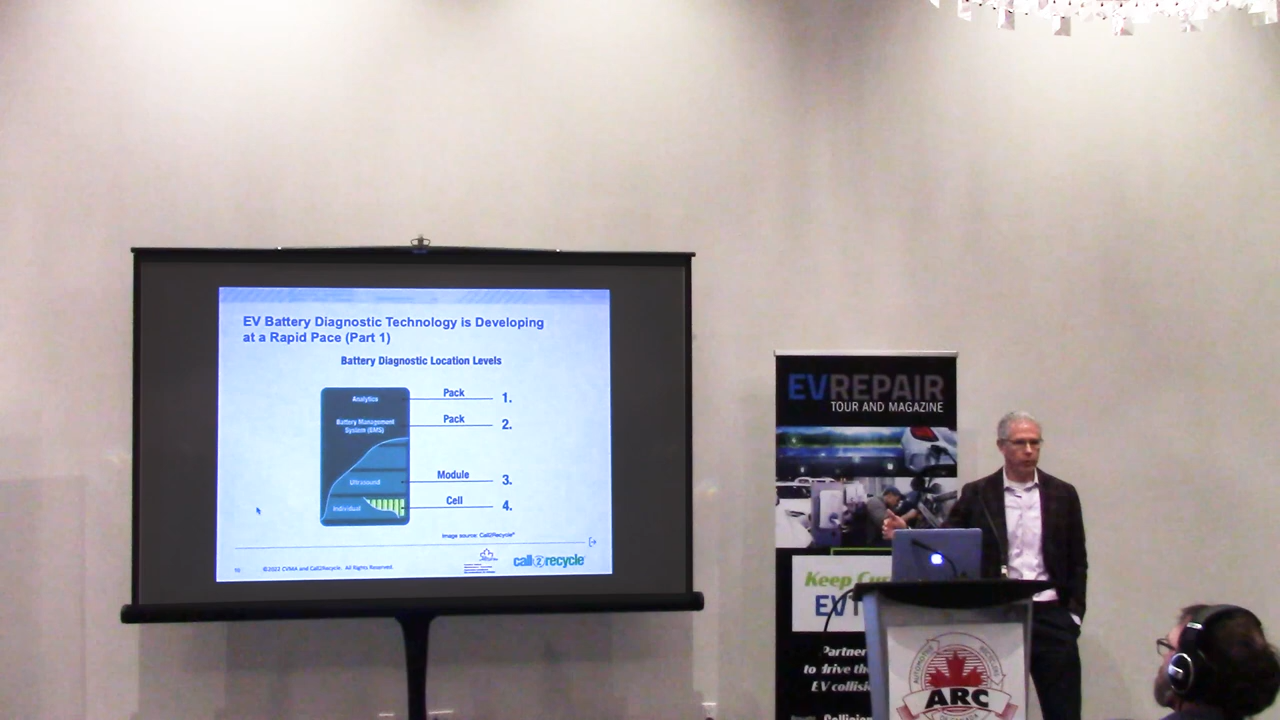 EV Battery Diagnostic Technology is Developing
at a Rapid Pace (Part 1)
Battery Diagnostic Location Levels
Analytics
Pack
1.
Battery Management
System (BMS)
Pack
2.
Ultrasound
Module
3.
Individual
Cell
4.
Image source: Call2Recycle®
©2022 CVMA and Call2Recycle. All Rights Reserved.
call2recycle
EVREPAIR
TOUR AND MAGAZINE
Keep
EV
Partner
to drive
EV
ARC